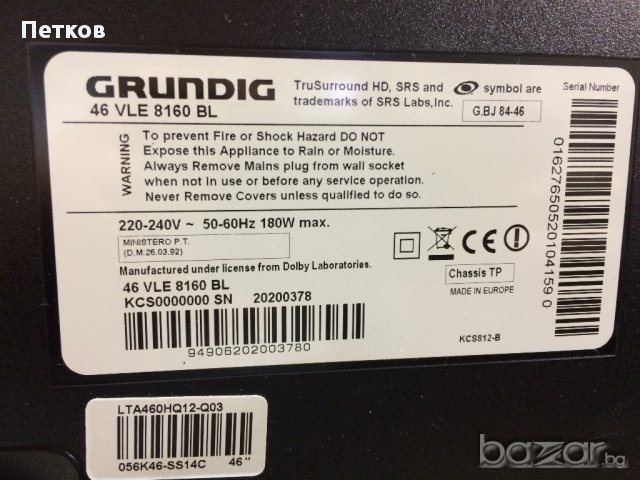 Петков
GRUNDIG
46 VLE 8160 BL
TruSurround HD, SRS and symbol are
trademarks of SRS Labs,Inc.
G.BJ 84-46
Serial Number
WARNING
To prevent Fire or Shock Hazard DO NOT
Expose this Appliance to Rain or Moisture.
Always Remove Mains plug from wall socket
when not in use or before any service operation.
Never Remove Covers unless qualified to do so.
220-240V ~ 50-60Hz 180W max.
MINISTERO P.T.
(D.M.26.03.92)
Manufactured under license from Dolby Laboratories.
46 VLE 8160 BL
KCS0000000 SN 20200378
94906202003780
CE
Chassis TP
MADE IN EUROPE
KCS812-B
01627650520104159 0
LTA460HQ12-Q03
056K46-SS14C 46"
bazar.bg